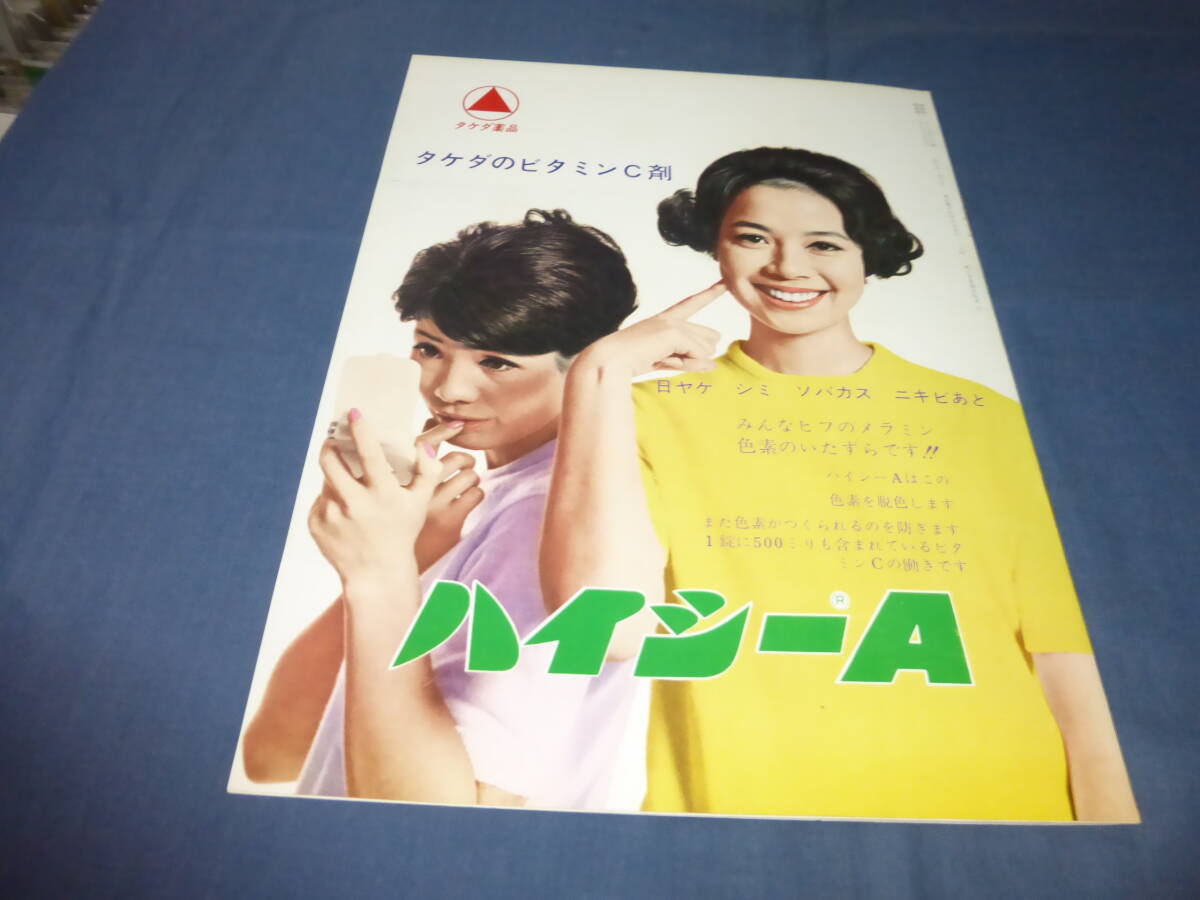 タケダ薬品
タケダのビタミンC剤
日ヤケ シミ ソバカス ニキビあと
みんなヒフのメラミン
色素のいたずらです!!
ハイシーAはこの
色素を脱色します
また色素がつくられるのを防ぎます
1錠に500ミリも含まれているビタ
ミンCの働きです
ハイシーA
®